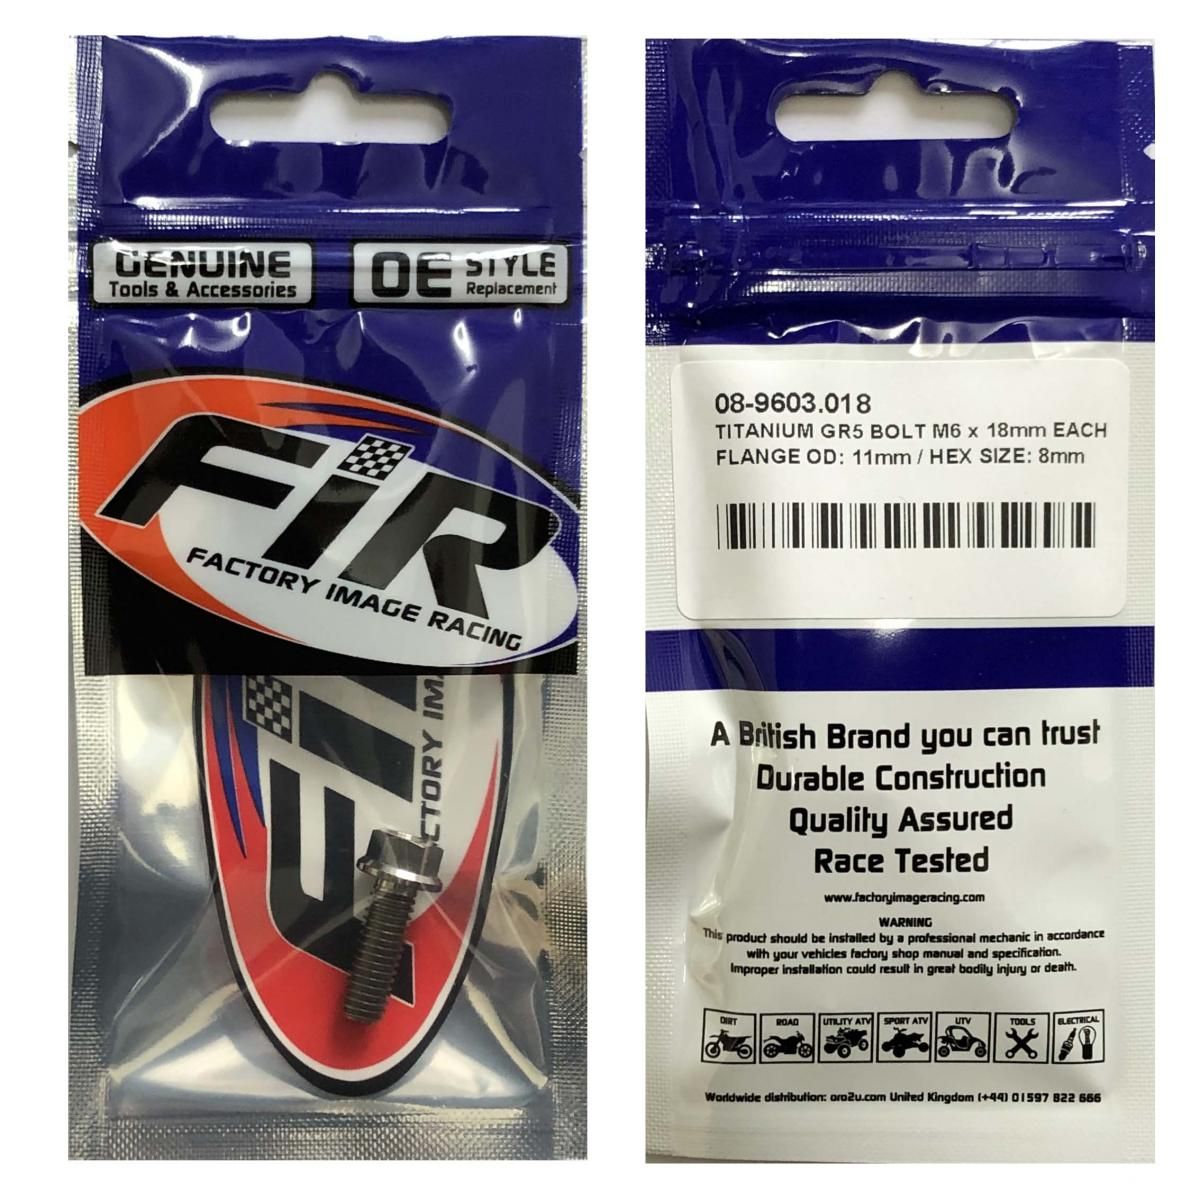 GENUINE
Tools & Accessories
OE STYLE
Replacement
FiR
FACTORY IMAGE RACING
FiR
FACTORY IMAGE
08-9603.018
TITANIUM GR5 BOLT M6 x 18mm EACH
FLANGE OD: 11mm / HEX SIZE: 8mm
A British Brand you can trust
Durable Construction
Quality Assured
Race Tested
www.factoryimageracing.com
WARNING
This product should be installed by a professional mechanic in accordance
with your vehicles factory shop manual and specification.
Improper installation could result in great bodily injury or death.
DIRT ROAD UTILITY ATV SPORT ATV UTV TOOLS ELECTRICAL
Worldwide distribution: oro2u.com United Kingdom (+44) 01597 822 666